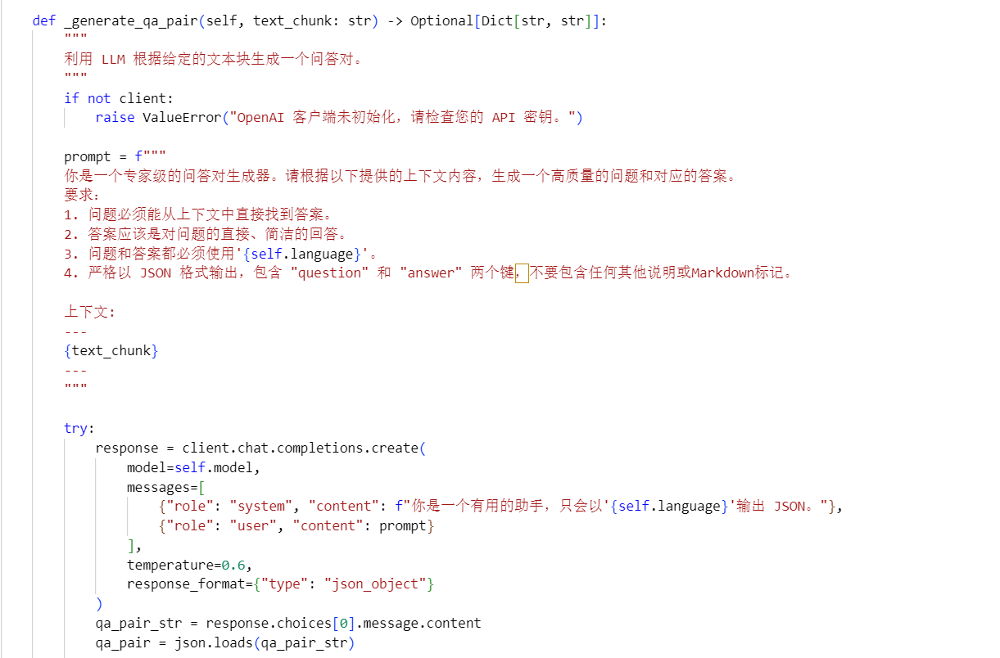 def _generate_qa_pair(self, text_chunk: str) -> Optional[Dict[str, str]]:
"""
利用 LLM 根据给定的文本块生成一个问答对。
"""
if not client:
raise ValueError("OpenAI 客户端未初始化，请检查您的 API 密钥。")
prompt = f"""
你是一个专家级的问答对生成器。请根据以下提供的上下文内容，生成一个高质量的问题和对应的答案。
要求：
1. 问题必须能从上下文中直接找到答案。
2. 答案应该是对问题的直接、简洁的回答。
3. 问题和答案都必须使用'{self.language}'。
4. 严格以 JSON 格式输出，包含 "question" 和 "answer" 两个键，不要包含任何其他说明或Markdown标记。
上下文:
---
{text_chunk}
---
"""
try:
response = client.chat.completions.create(
model=self.model,
messages=[
{"role": "system", "content": f"你是一个有用的助手，只会以'{self.language}'输出 JSON。"},
{"role": "user", "content": prompt}
],
temperature=0.6,
response_format={"type": "json_object"}
)
qa_pair_str = response.choices[0].message.content
qa_pair = json.loads(qa_pair_str)